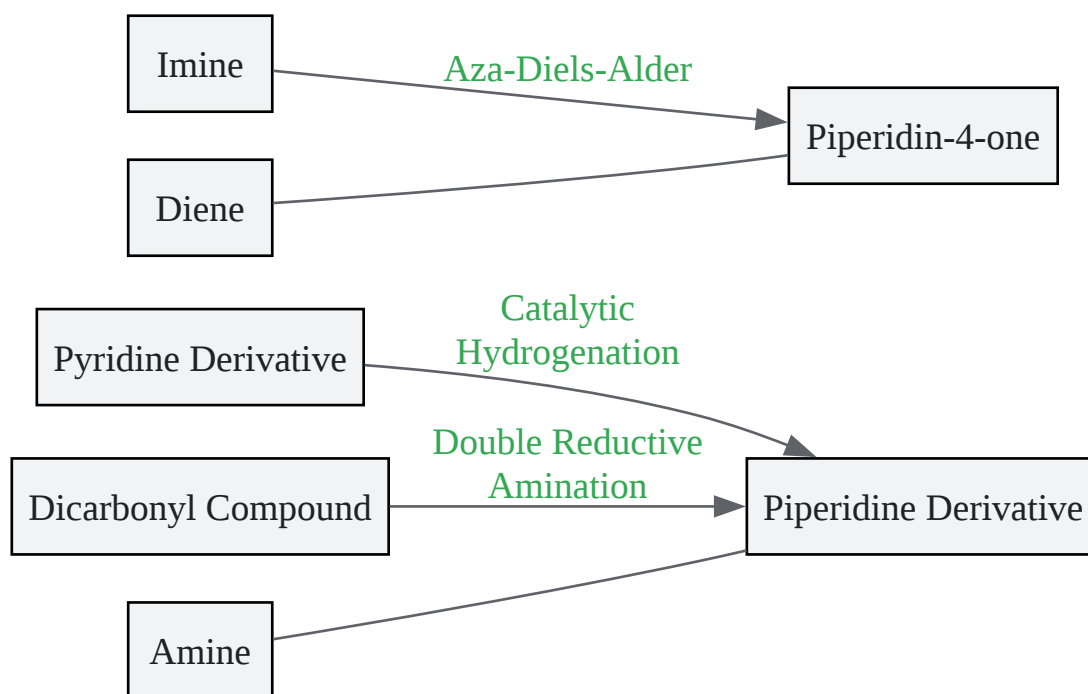 Imine
Aza-Diels-Alder
Piperidin-4-one
Diene
Catalytic
Hydrogenation
Pyridine Derivative
Double Reductive
Amination
Dicarbonyl Compound
Piperidine Derivative
Amine